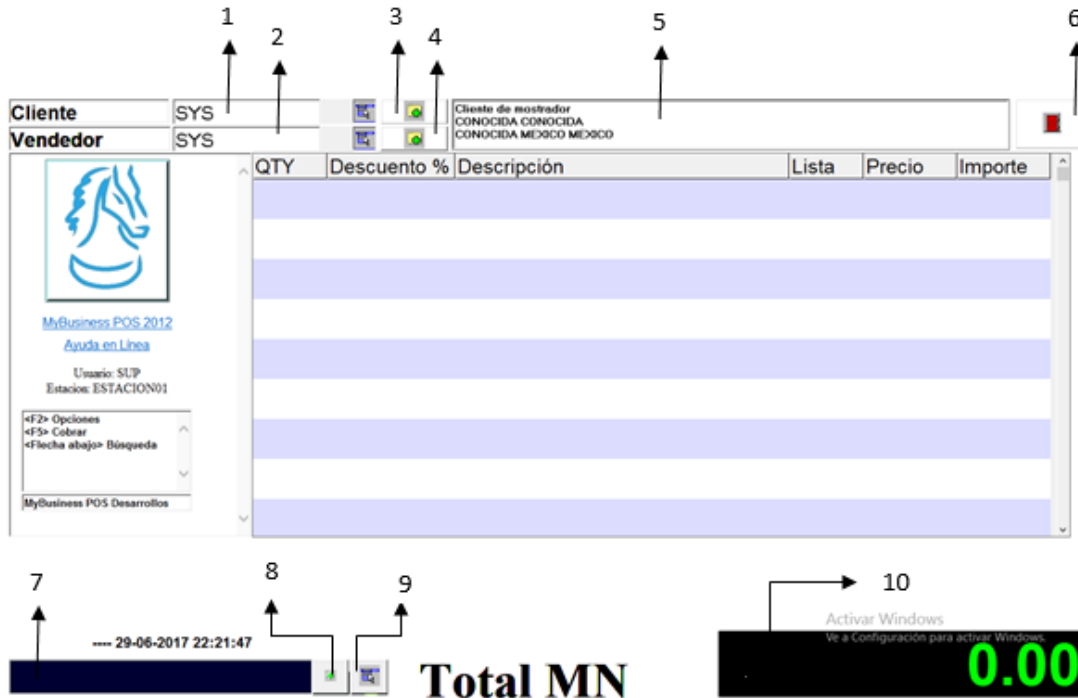 1
2
3
4
5
6
Cliente SYS
Vendedor SYS
Cliente de mostrador
CONOCIDA CONOCIDA
CONOCIDA MEXICO MEXICO
QTY Descuento % Descripción Lista Precio Importe
MyBusiness POS 2012
Ayuda en Línea
Usuario: SUP
Estacion: ESTACION01
<F2> Opciones
<F5> Cobrar
<Flecha abajo> Búsqueda
MyBusiness POS Desarrollos
7
8
9
10
---- 29-06-2017 22:21:47
Total MN
Activar Windows
Ve a Configuración para activar Windows.
0.00